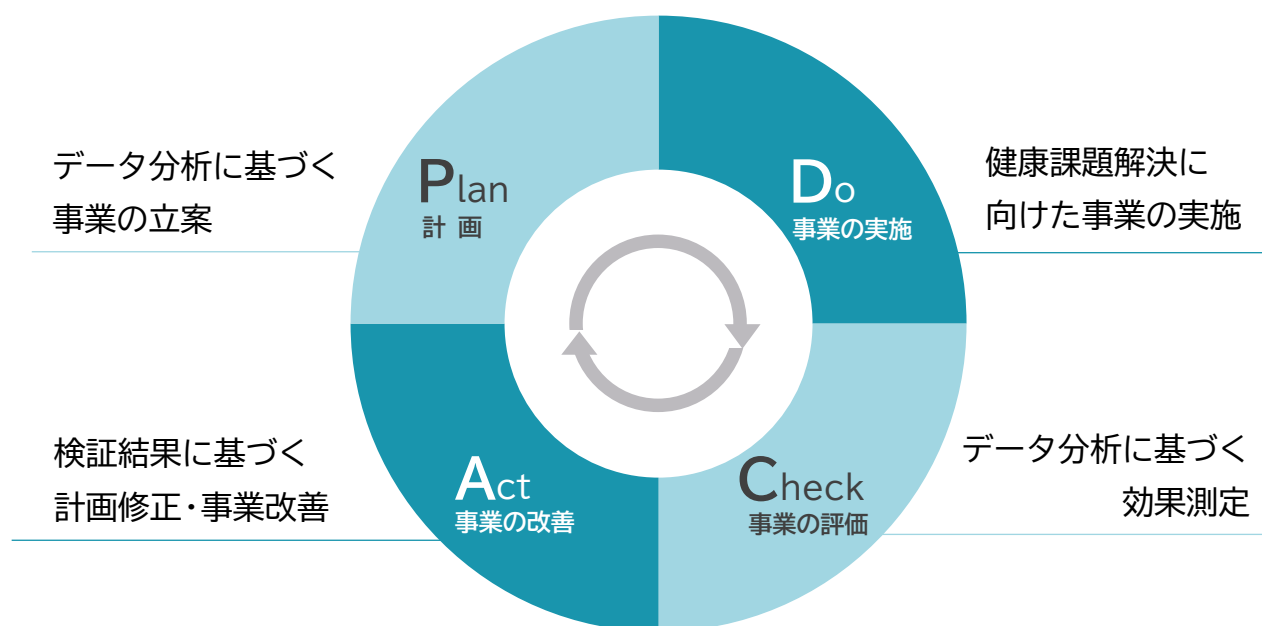 データ分析に基づく
事業の立案
Plan
計 画
Do
事業の実施
健康課題解決に
向けた事業の実施
検証結果に基づく
計画修正・事業改善
Act
事業の改善
Check
事業の評価
データ分析に基づく
効果測定